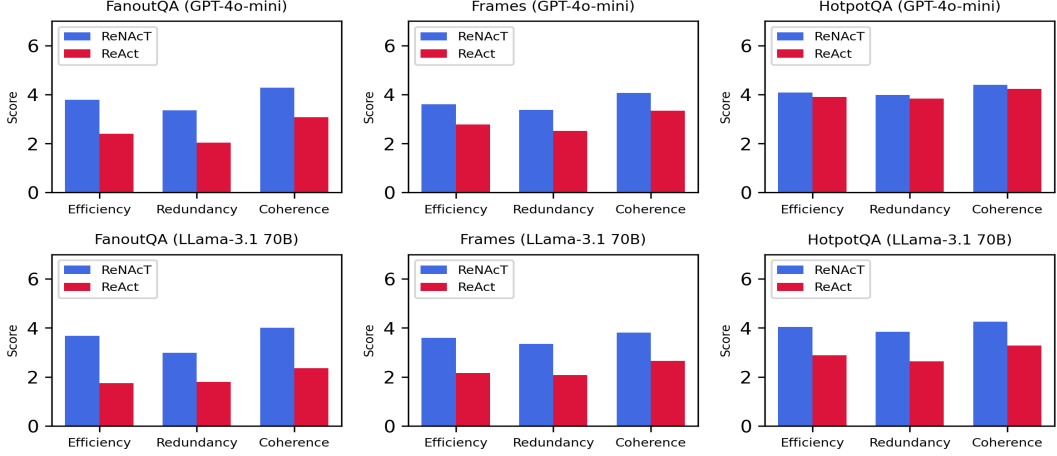 FanoutQA (GPT-4o-mini)
Score
6
4
2
0
ReNAcT
ReAct
Efficiency Redundancy Coherence
Frames (GPT-4o-mini)
Score
6
4
2
0
ReNAcT
ReAct
Efficiency Redundancy Coherence
HotpotQA (GPT-4o-mini)
Score
6
4
2
0
ReNAcT
ReAct
Efficiency Redundancy Coherence
FanoutQA (LLama-3.1 70B)
Score
6
4
2
0
ReNAcT
ReAct
Efficiency Redundancy Coherence
Frames (LLama-3.1 70B)
Score
6
4
2
0
ReNAcT
ReAct
Efficiency Redundancy Coherence
HotpotQA (LLama-3.1 70B)
Score
6
4
2
0
ReNAcT
ReAct
Efficiency Redundancy Coherence